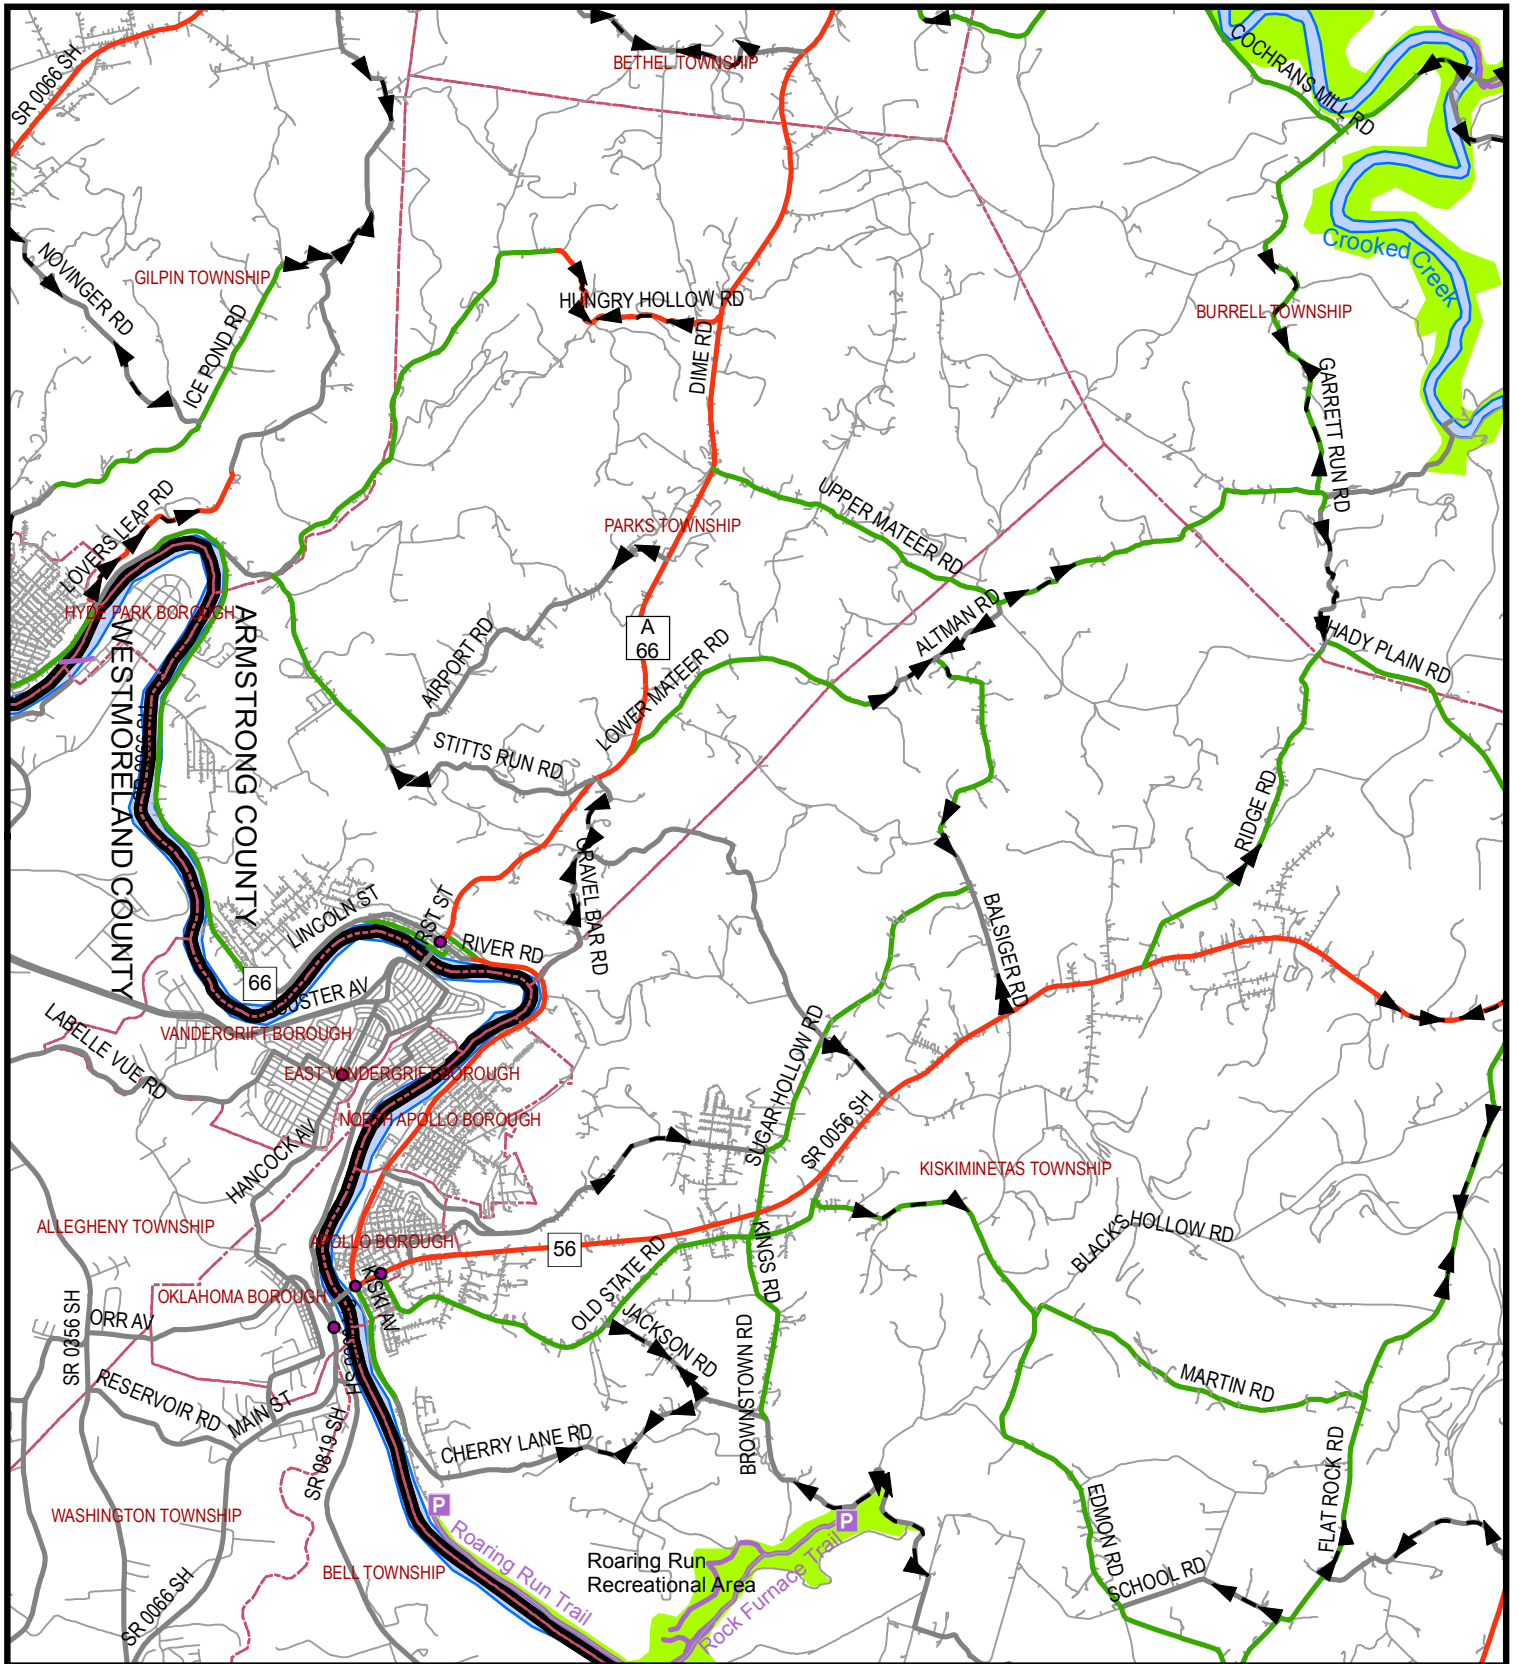 SR 0066 SH
BETHEL TOWNSHIP
COCHRANS MILL RD
NOVINGER RD
GILPIN TOWNSHIP
ICE POND RD
HUNGRY HOLLOW RD
DIME RD
Crooked Creek
BURRELL TOWNSHIP
GARRETT RUN RD
LOVERS LEAP RD
UPPER MATEER RD
PARKS TOWNSHIP
HYDE PARK BOROUGH
ARMSTRONG COUNTY
WESTMORELAND COUNTY
A
66
ALTMAN RD
SHADY PLAIN RD
AIRPORT RD
LOWER MATEER RD
STITTS RUN RD
RIDGE RD
GRAVEL BAR RD
LINCOLN ST
RIVER RD
BALSIGER RD
66
CUSTER AV
VANDERGRIFT BOROUGH
LABELLE VUE RD
EAST VANDERGRIFT BOROUGH
NORTH APOLLO BOROUGH
SUGAR HOLLOW RD
SR 0056 SH
HANCOCK AV
KISKIMINETAS TOWNSHIP
ALLEGHENY TOWNSHIP
APOLLO BOROUGH
56
KINGS RD
BLACK'S HOLLOW RD
OKLAHOMA BOROUGH
KISKI AV
OLD STATE RD
ORR AV
SR 0356 SH
JACKSON RD
BROWNSTOWN RD
RESERVOIR RD
MAIN ST
MARTIN RD
SR 0819 SH
CHERRY LANE RD
FLAT ROCK RD
EDMON RD
WASHINGTON TOWNSHIP
P
P
Roaring Run Trail
Roaring Run
Recreational Area
Rock Furnace Trail
BELL TOWNSHIP
SCHOOL RD
SR 0066 SH